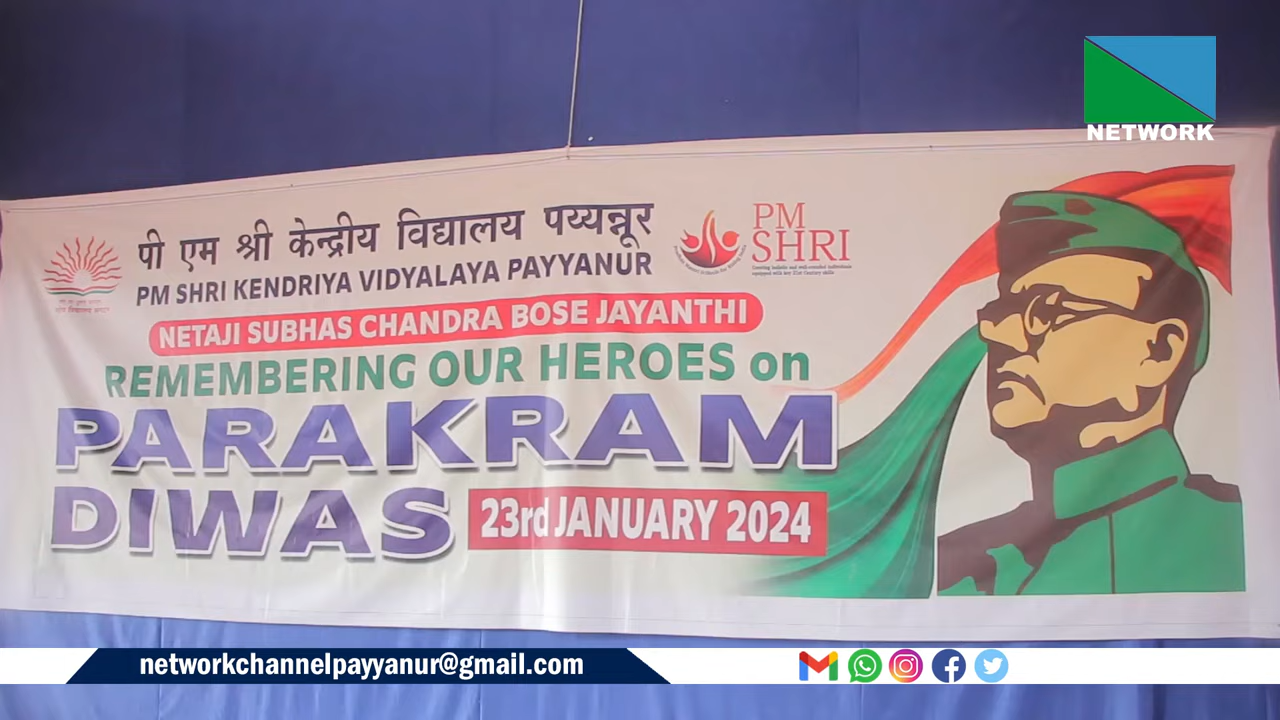 NETWORK
पी एम श्री केन्द्रीय विद्यालय पय्यन्नूर
PM SHRI KENDRIYA VIDYALAYA PAYYANUR
PM
SHRI
NETAJI SUBHAS CHANDRA BOSE JAYANTHI
REMEMBERING OUR HEROES on
PARAKRAM
DIWAS
23rd JANUARY 2024
networkchannelpayyanur@gmail.com